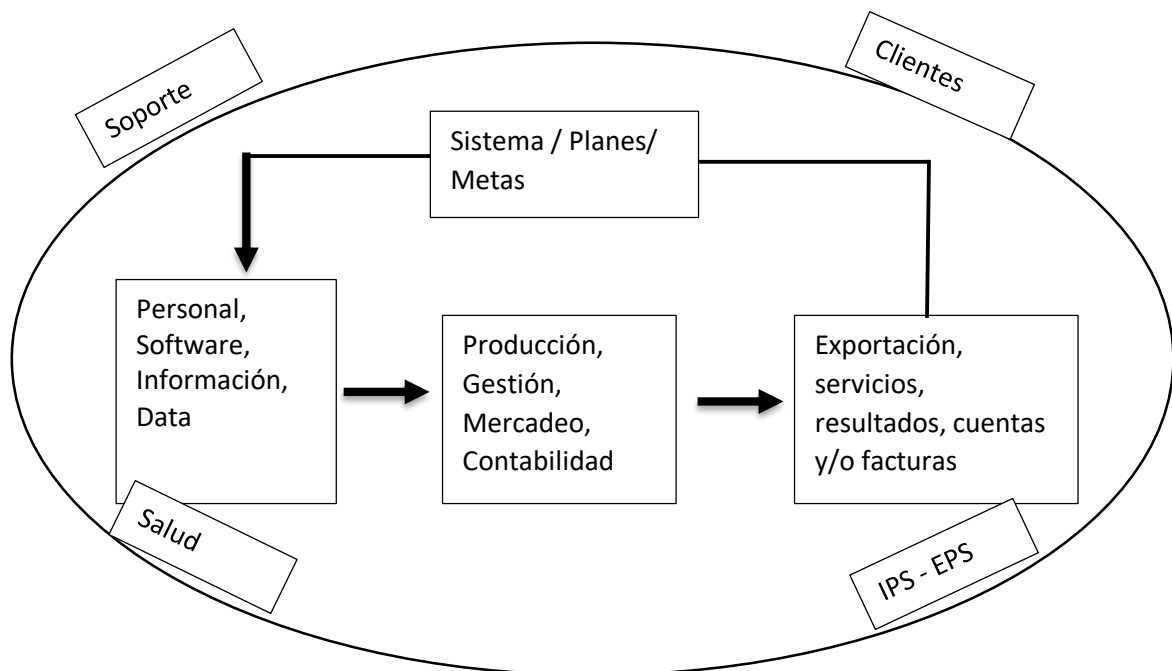 Soporte
Clientes
Sistema / Planes/
Metas
Personal,
Software,
Información,
Data
Producción,
Gestión,
Mercadeo,
Contabilidad
Exportación,
servicios,
resultados, cuentas
y/o facturas
Salud
IPS - EPS